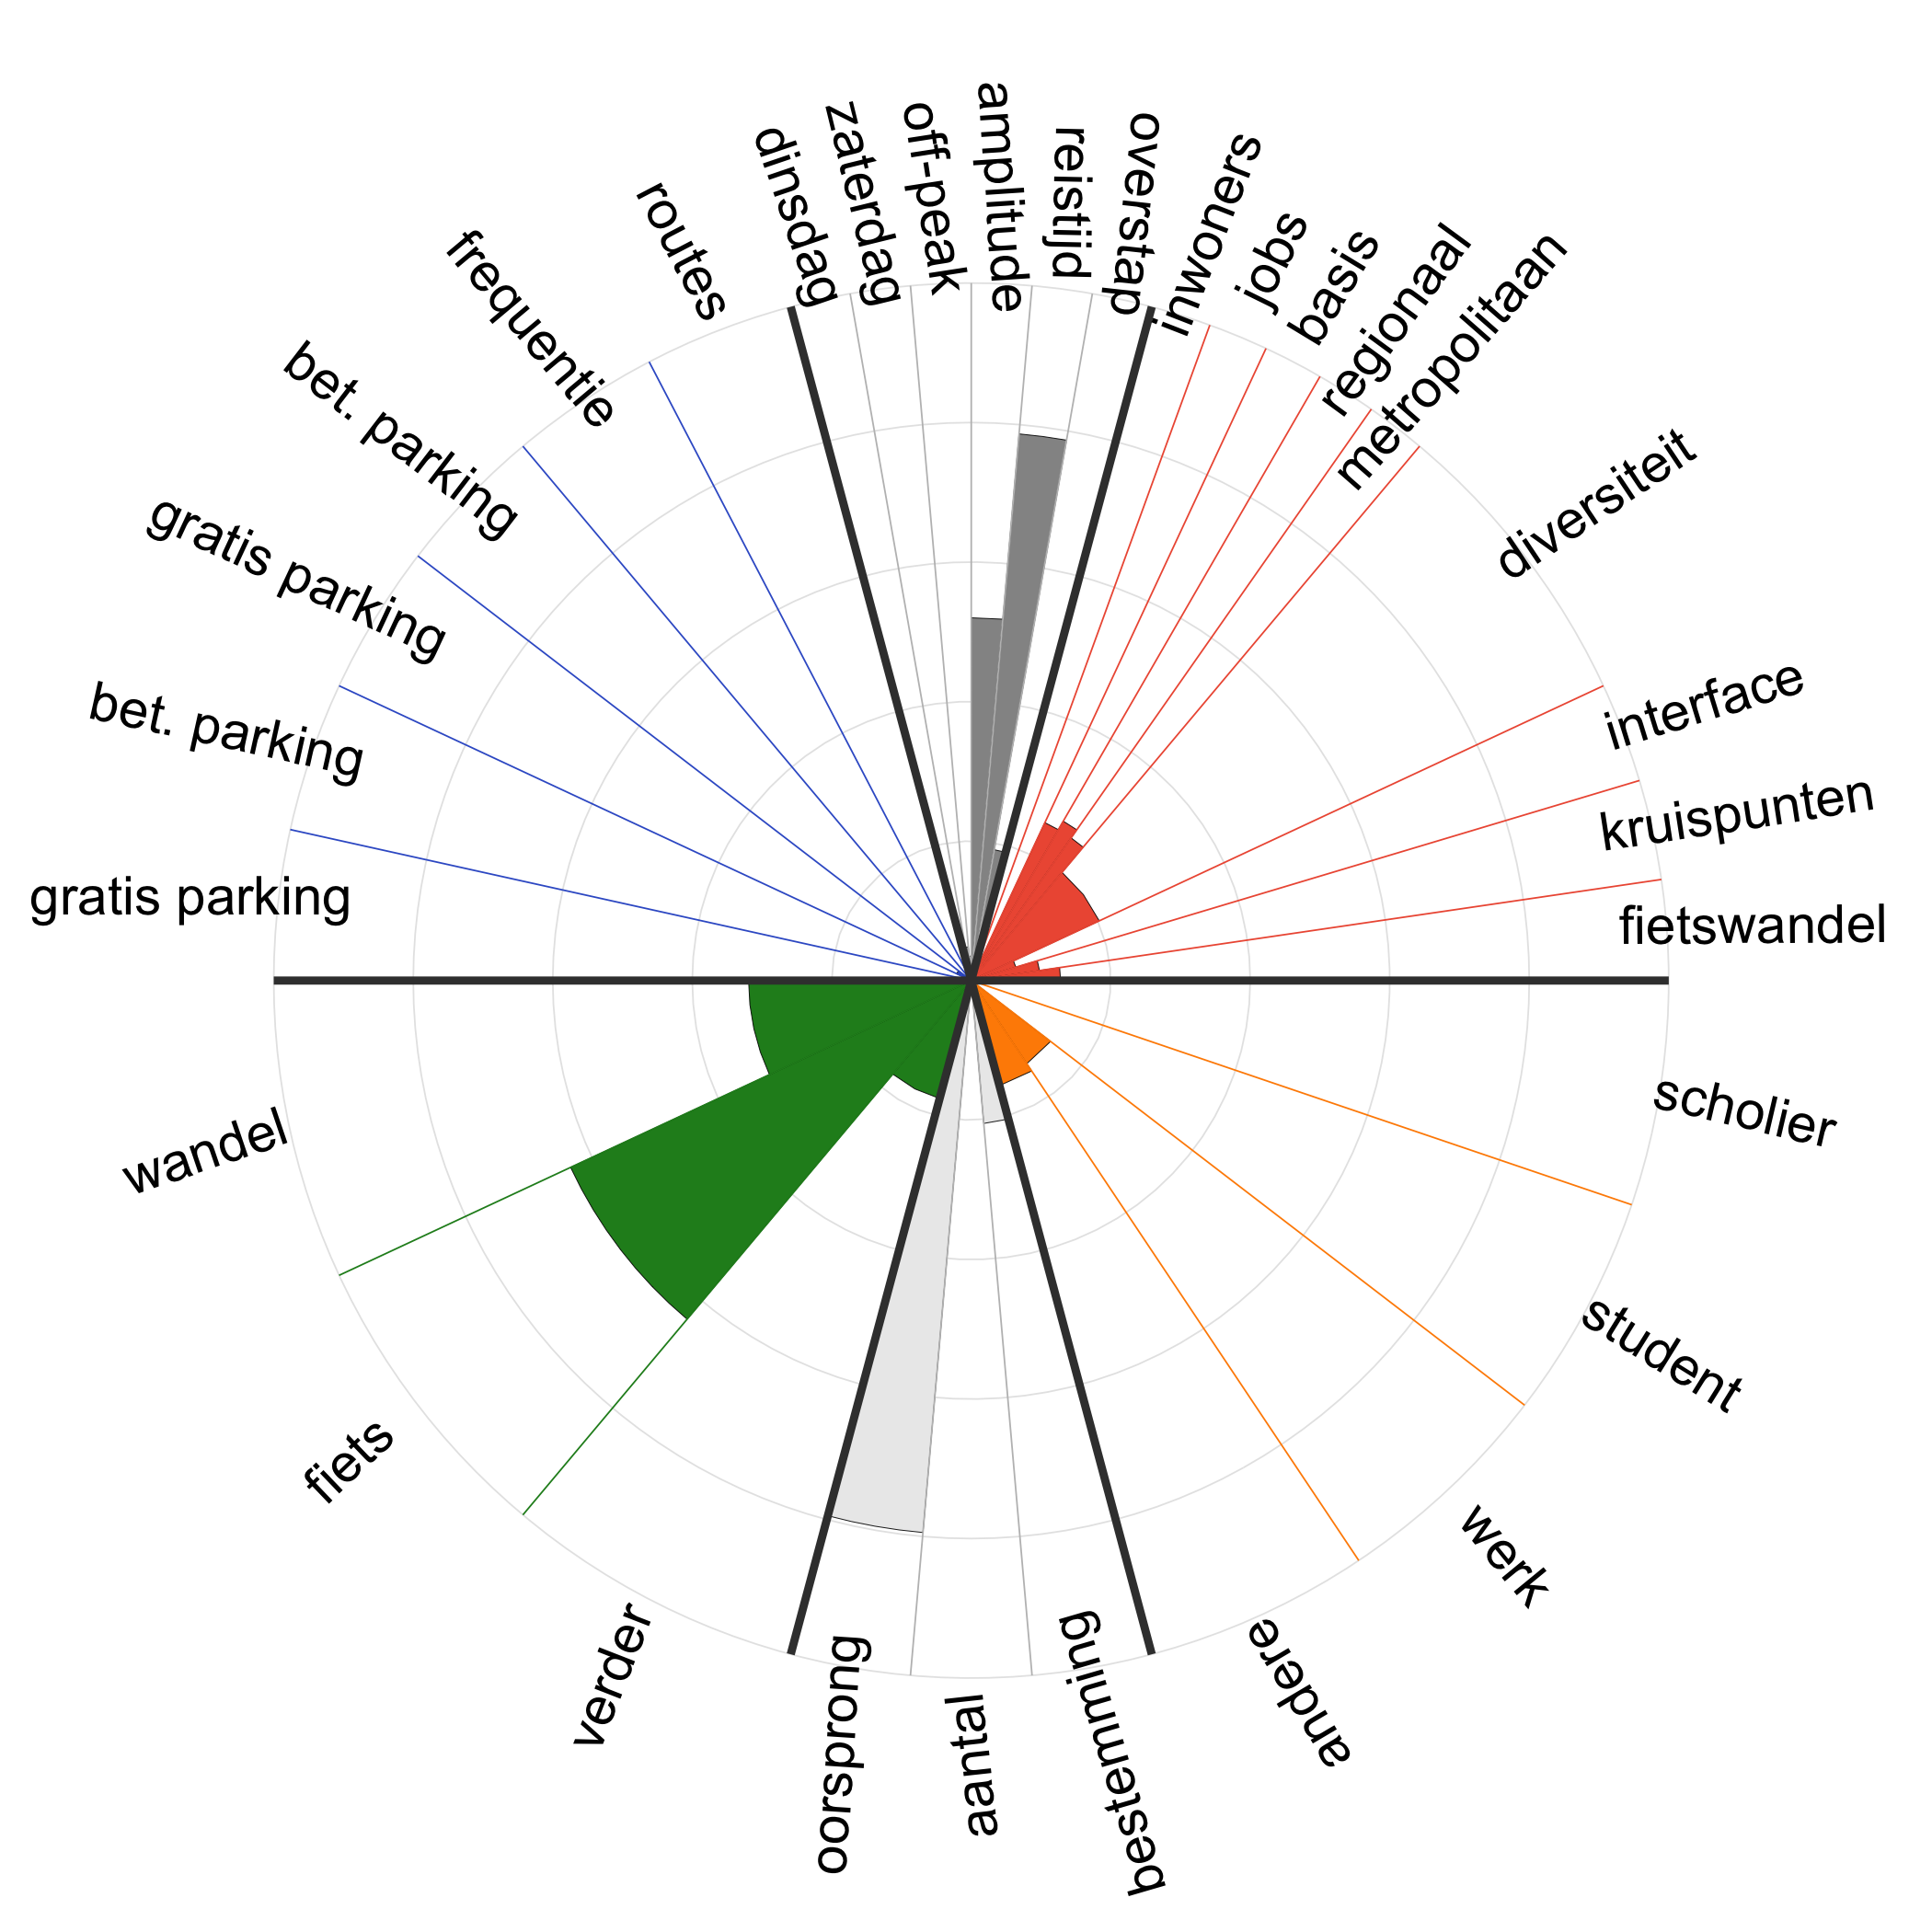 dinsdag
zaterdag
off-peak
amplitude
reistijd
overstap
inwoners
jobs
basis
regionaal
metropolitaan
diversiteit
interface
kruispunten
fietswandel
scholier
student
werk
andere
bestemming
aantal
oorsprong
verder
fiets
wandel
gratis parking
bet. parking
gratis parking
bet. parking
frequentie
routes